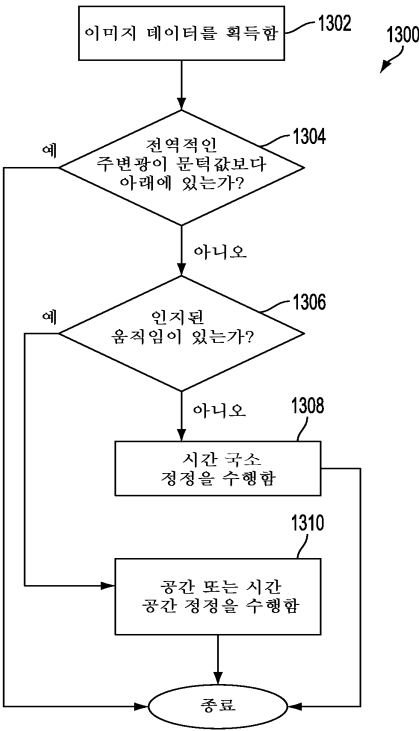 이미지 데이터를 획득함
1302
1300
1304
예
전역적인
주변광이 문턱값보다
아래에 있는가?
아니오
1306
예
인지된
움직임이 있는가?
아니오
1308
시간 국소
정정을 수행함
1310
공간 또는 시간
공간 정정을 수행함
종료